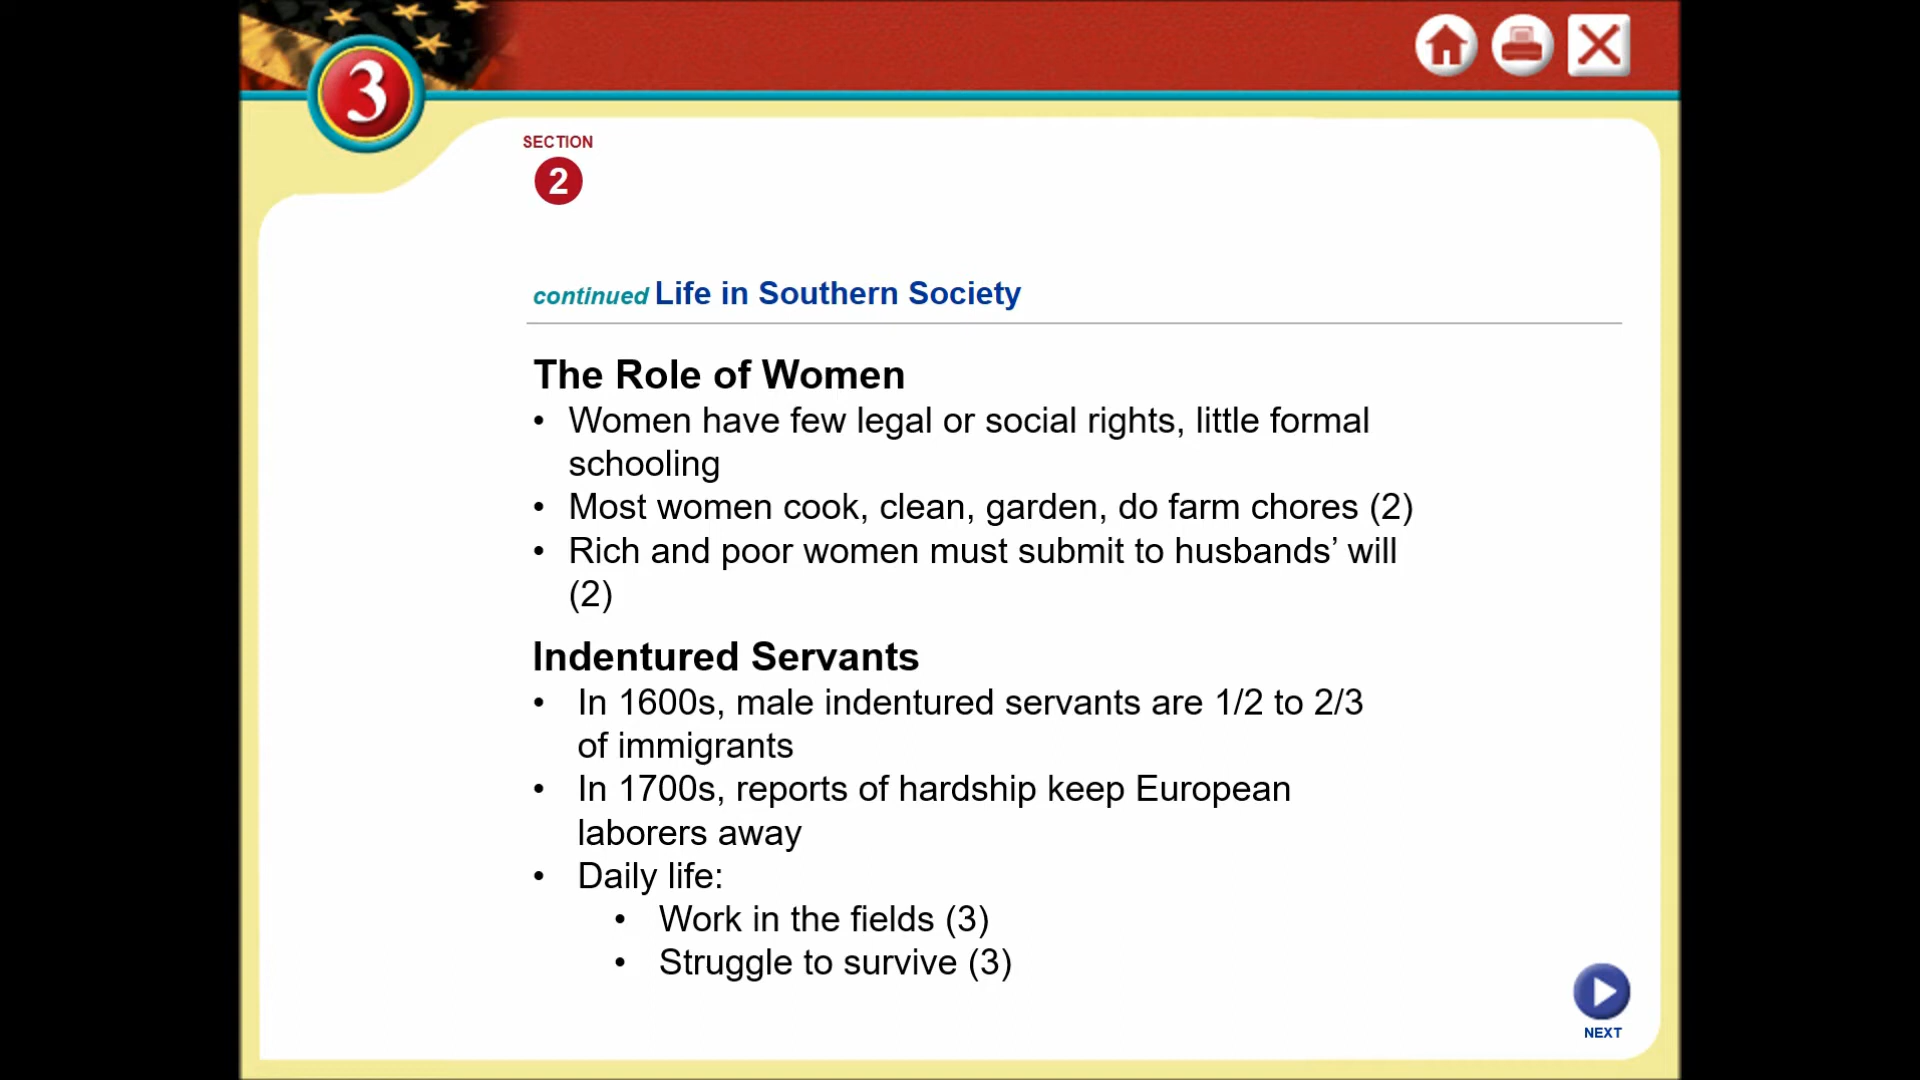 3
SECTION
2
continued Life in Southern Society
The Role of Women
• Women have few legal or social rights, little formal
schooling
• Most women cook, clean, garden, do farm chores (2)
• Rich and poor women must submit to husbands’ will
(2)
Indentured Servants
• In 1600s, male indentured servants are 1/2 to 2/3
of immigrants
• In 1700s, reports of hardship keep European
laborers away
• Daily life:
• Work in the fields (3)
• Struggle to survive (3)
NEXT